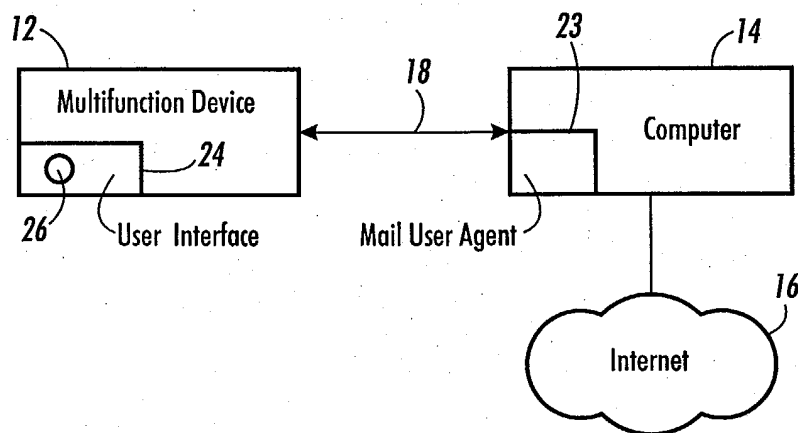 12
Multifunction Device
24
26
User Interface
18
23
14
Computer
Mail User Agent
16
Internet